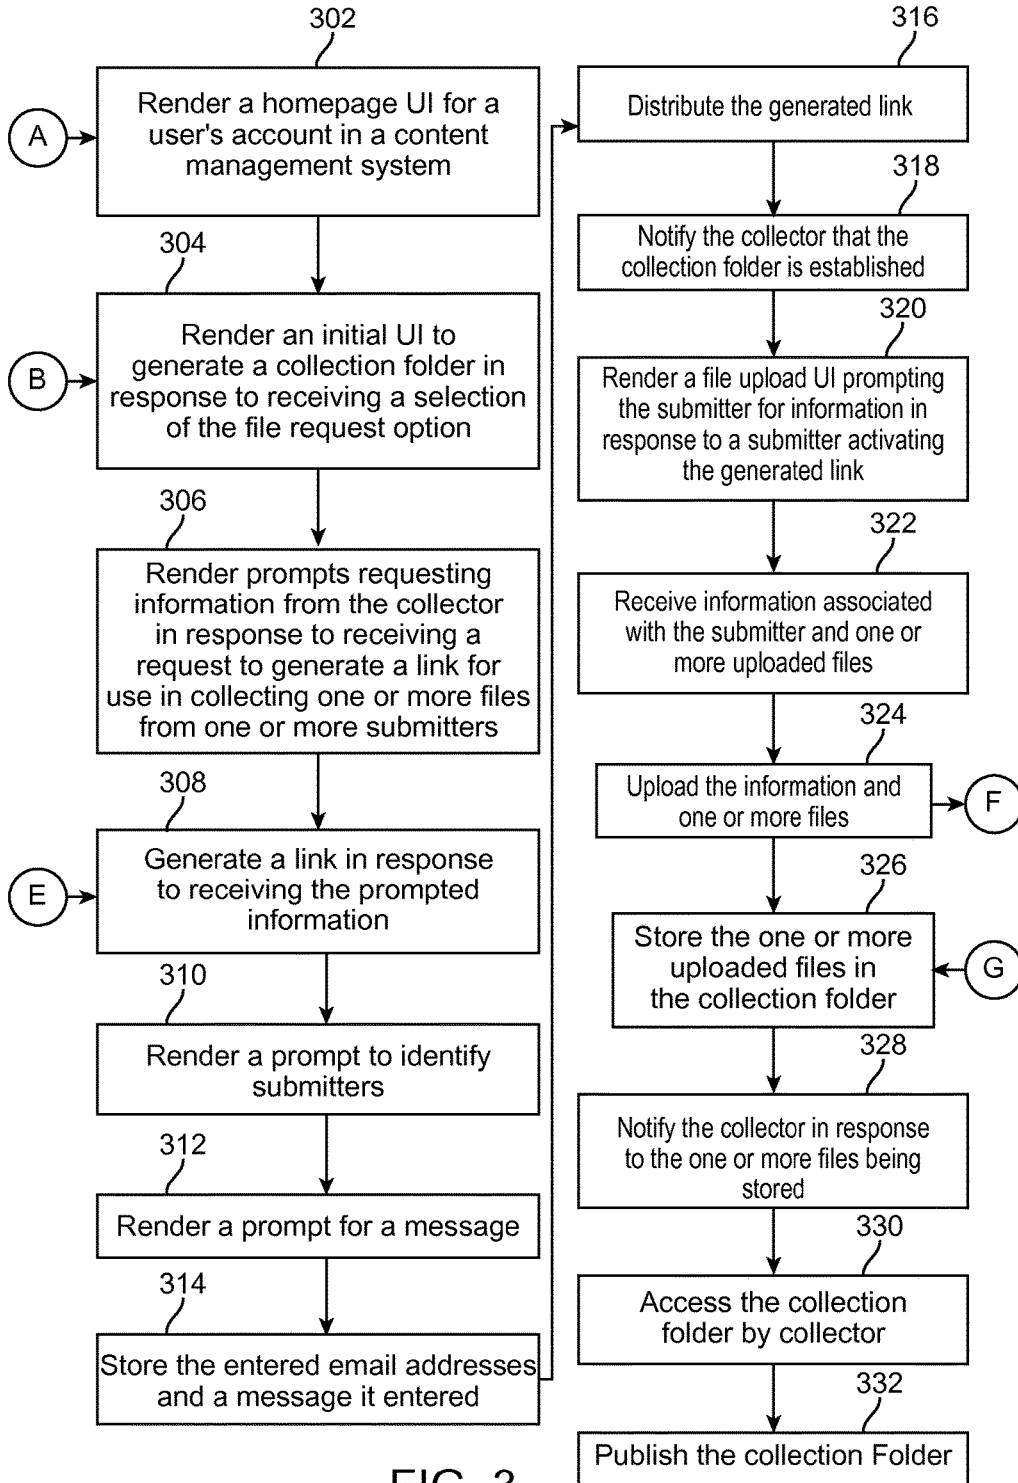 302
Render a homepage UI for a
user's account in a content
management system
A
304
Render an initial UI to
generate a collection folder in
response to receiving a selection
of the file request option
B
306
Render prompts requesting
information from the collector
in response to receiving a
request to generate a link for
use in collecting one or more files
from one or more submitters
308
Generate a link in response
to receiving the prompted
information
E
310
Render a prompt to identify
submitters
312
Render a prompt for a message
314
Store the entered email addresses
and a message it entered
316
Distribute the generated link
318
Notify the collector that the
collection folder is established
320
Render a file upload UI prompting
the submitter for information in
response to a submitter activating
the generated link
322
Receive information associated
with the submitter and one or
more uploaded files
324
Upload the information and
one or more files
F
326
Store the one or more
uploaded files in
the collection folder
G
328
Notify the collector in response
to the one or more files being
stored
330
Access the collection
folder by collector
332
Publish the collection Folder